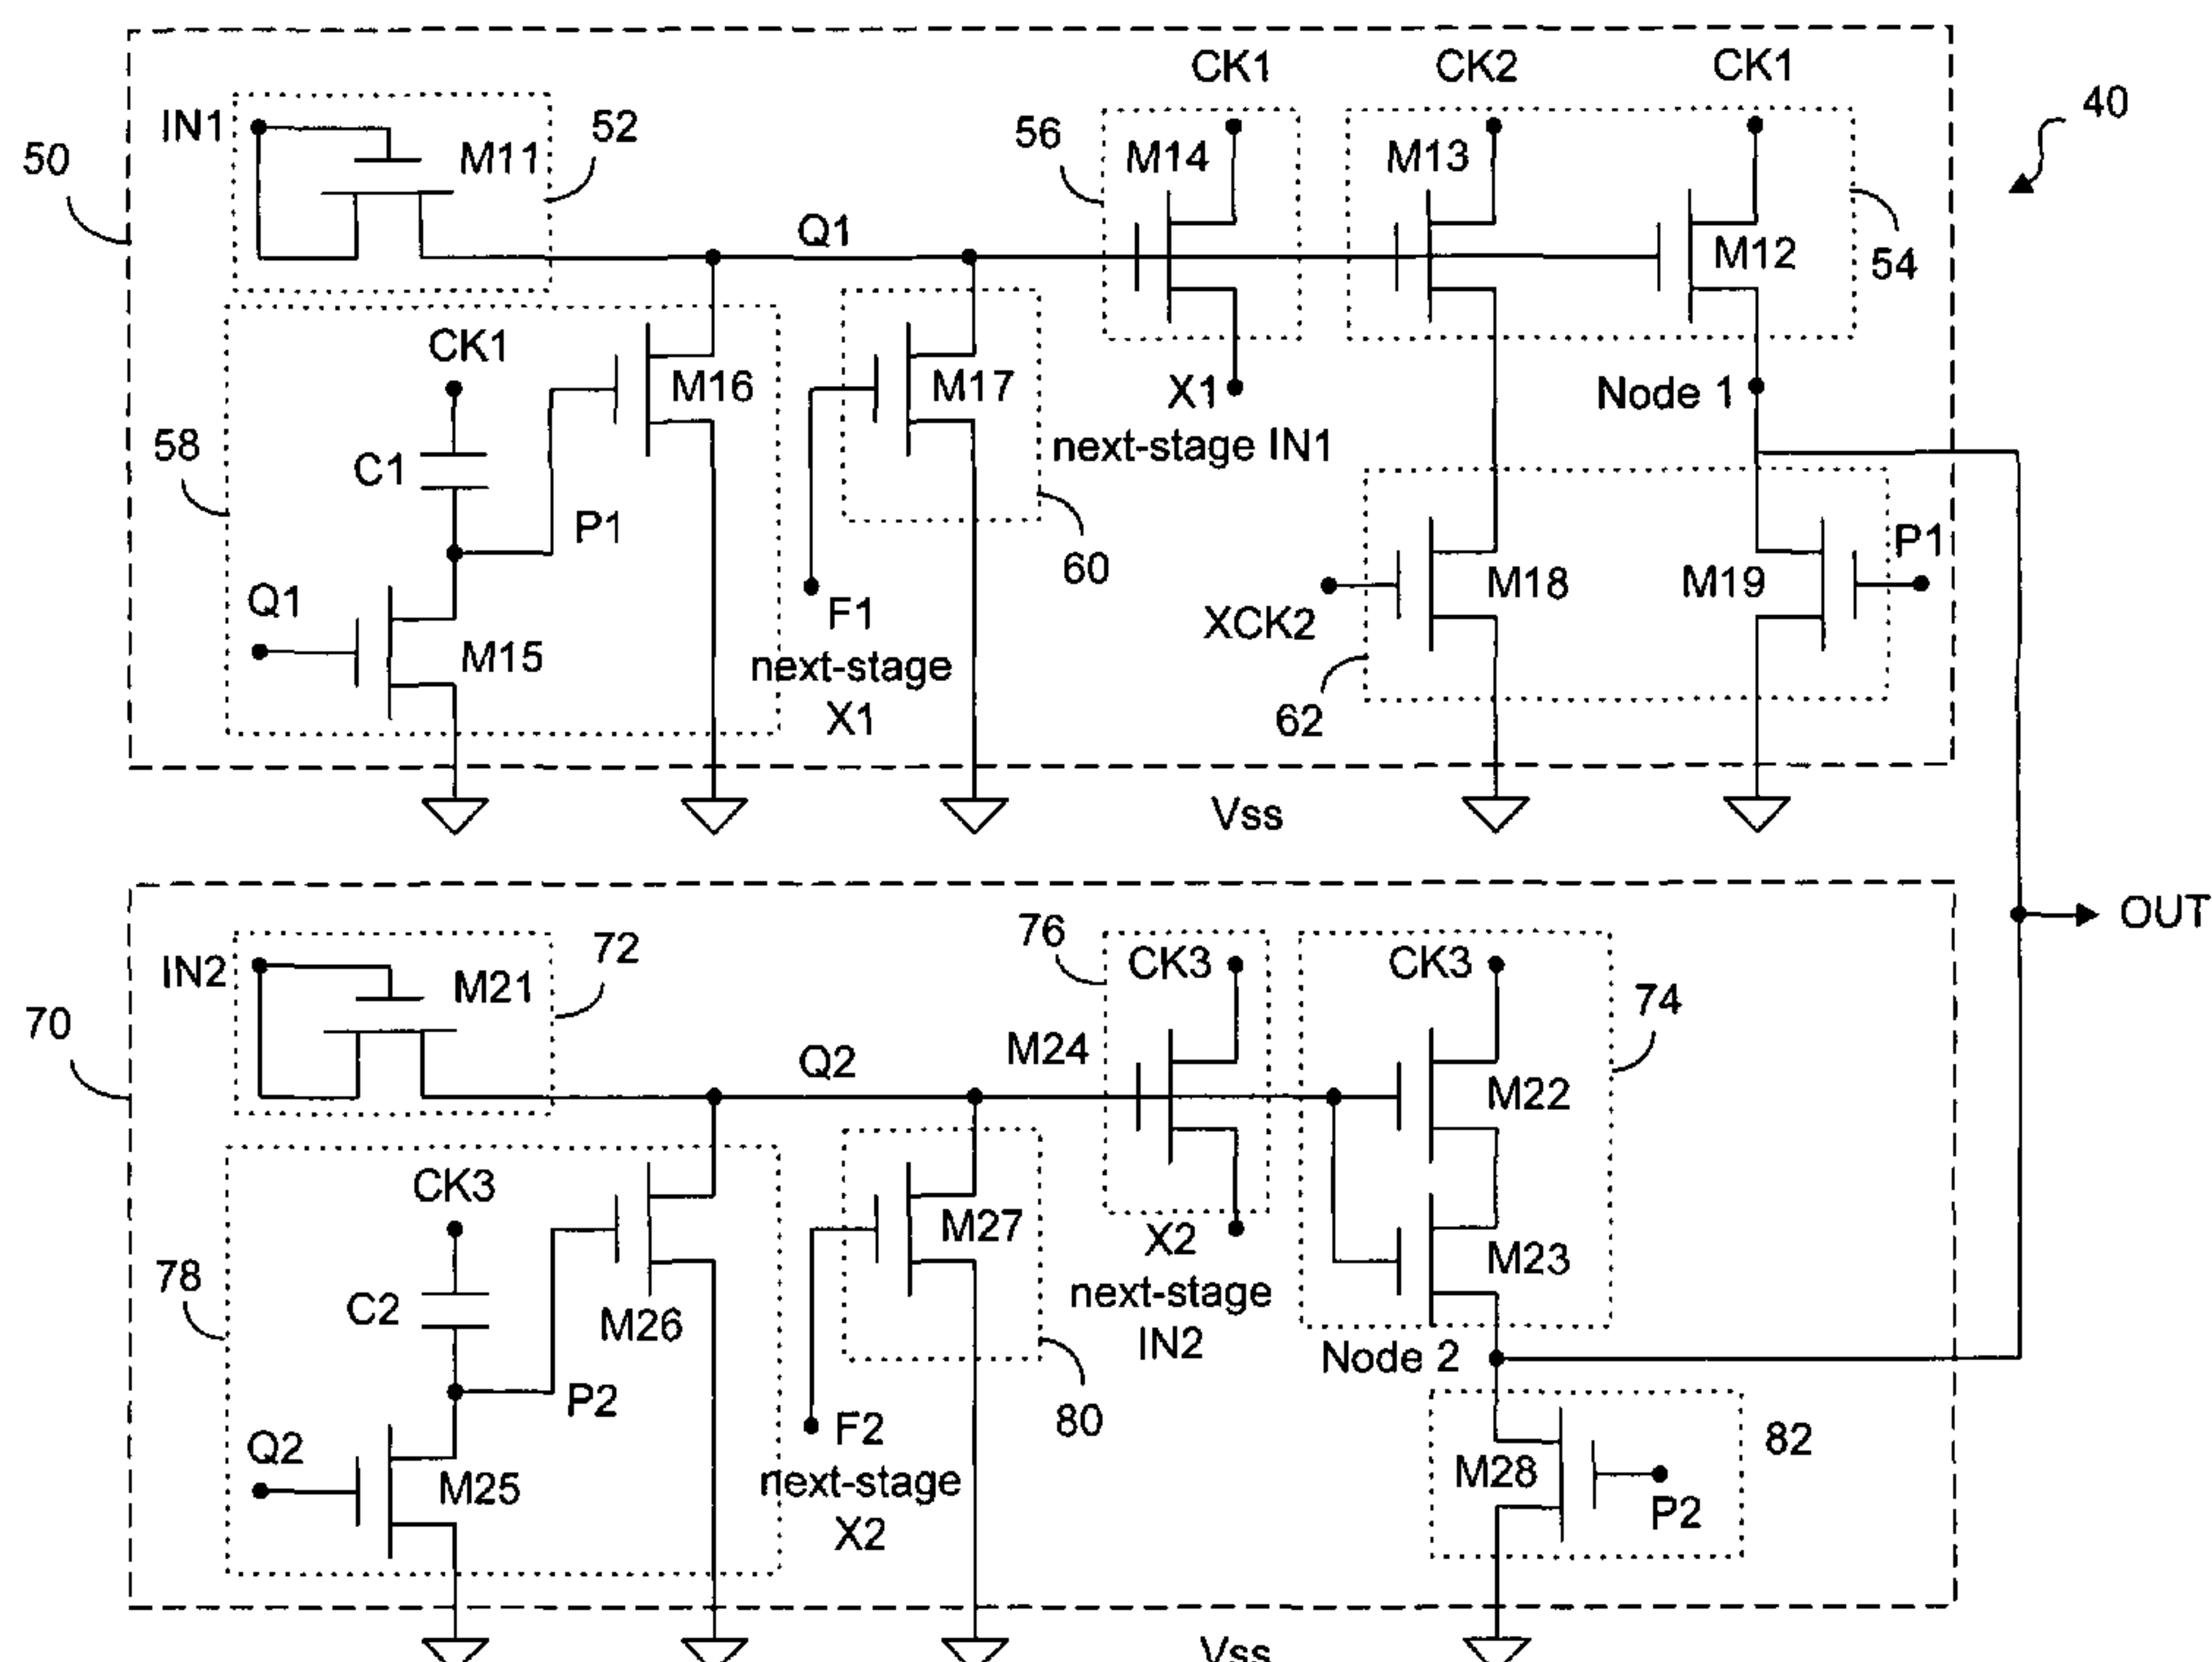 CK1 CK2 CK1
40
IN1 52 56 M14 M13
50 M11
Q1 M12 54
CK1 M16 M17 X1 Node 1
58 C1 next-stage IN1
P1 60 P1
Q1 F1 M18 M19
M15 next-stage XCK2
X1 62
Vss
OUT
76
IN2 72 CK3 CK3
M21 74
70 Q2 M24
M22
CK3 M27 X2 M23
78 C2 M26 next-stage
IN2 Node 2
P2 F2 80 82
Q2 M25 next-stage M28
X2 P2
Vss